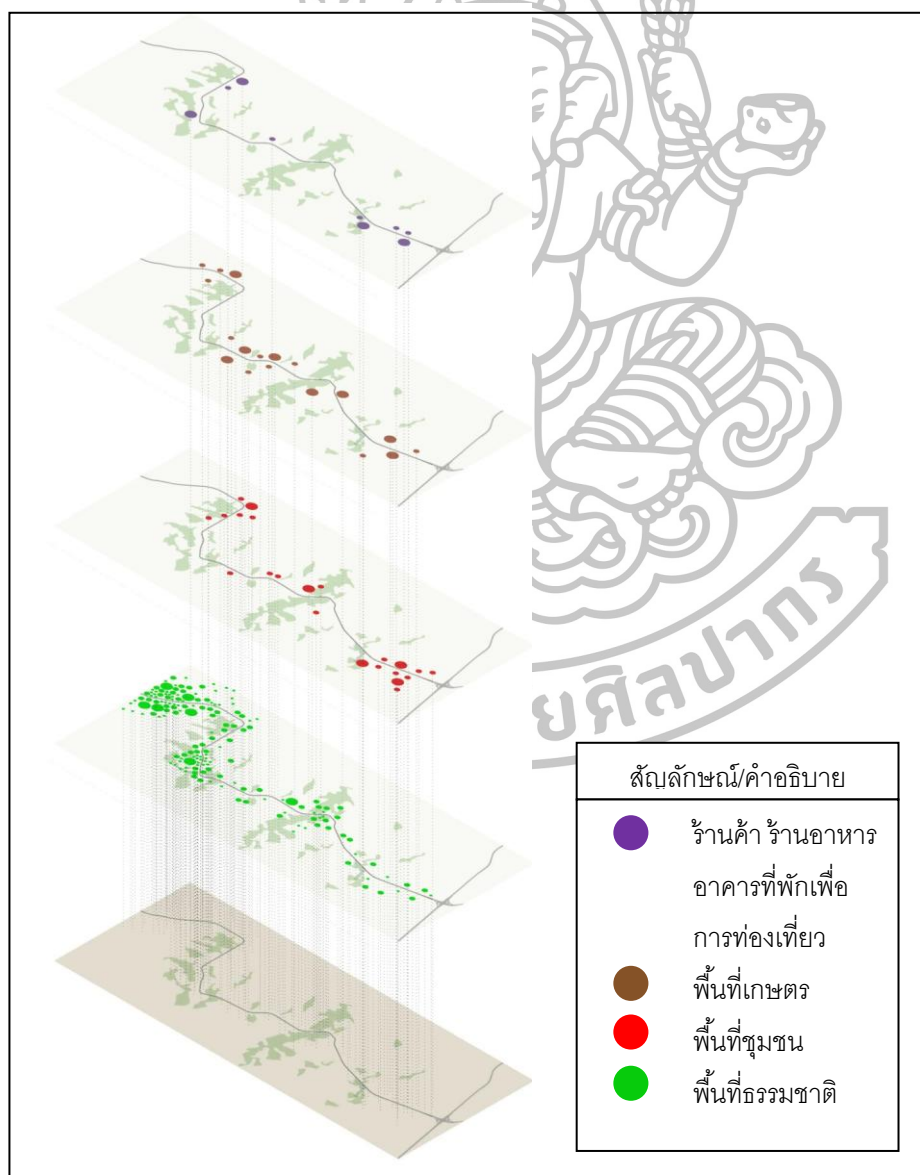 ยศิลปากร
สัญลักษณ์/คำอธิบาย
ร้านค้า ร้านอาหาร
อาคารที่พักเพื่อ
การท่องเที่ยว
พื้นที่เกษตร
พื้นที่ชุมชน
พื้นที่ธรรมชาติ